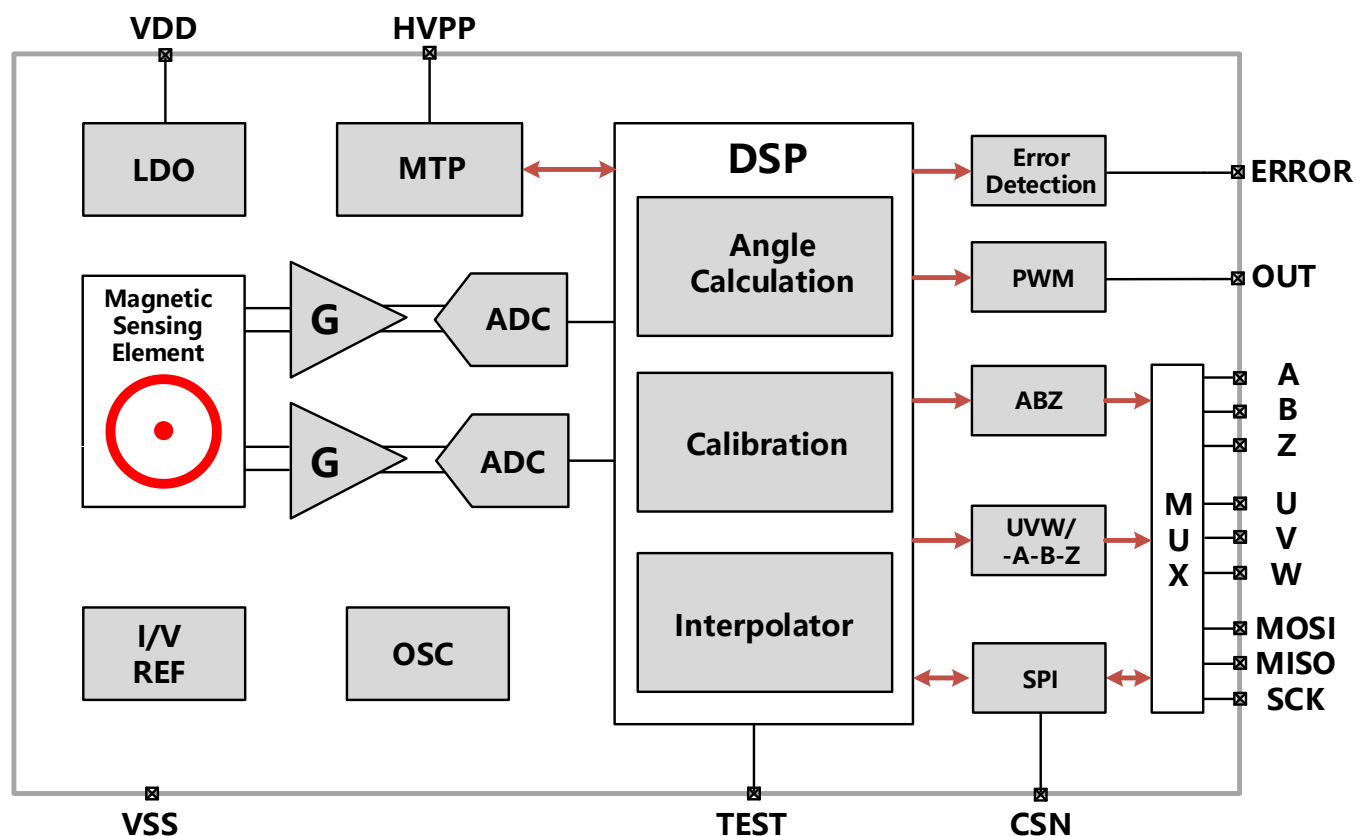 VDD
HVPP
LDO
MTP
DSP
Error
Detection
ERROR
Angle
Calculation
PWM
OUT
Magnetic
Sensing
Element
G
ADC
G
ADC
Calibration
ABZ
UVW/
-A-B-Z
M
U
X
A
B
Z
U
V
W
I/V
REF
OSC
Interpolator
SPI
MOSI
MISO
SCK
VSS
TEST
CSN